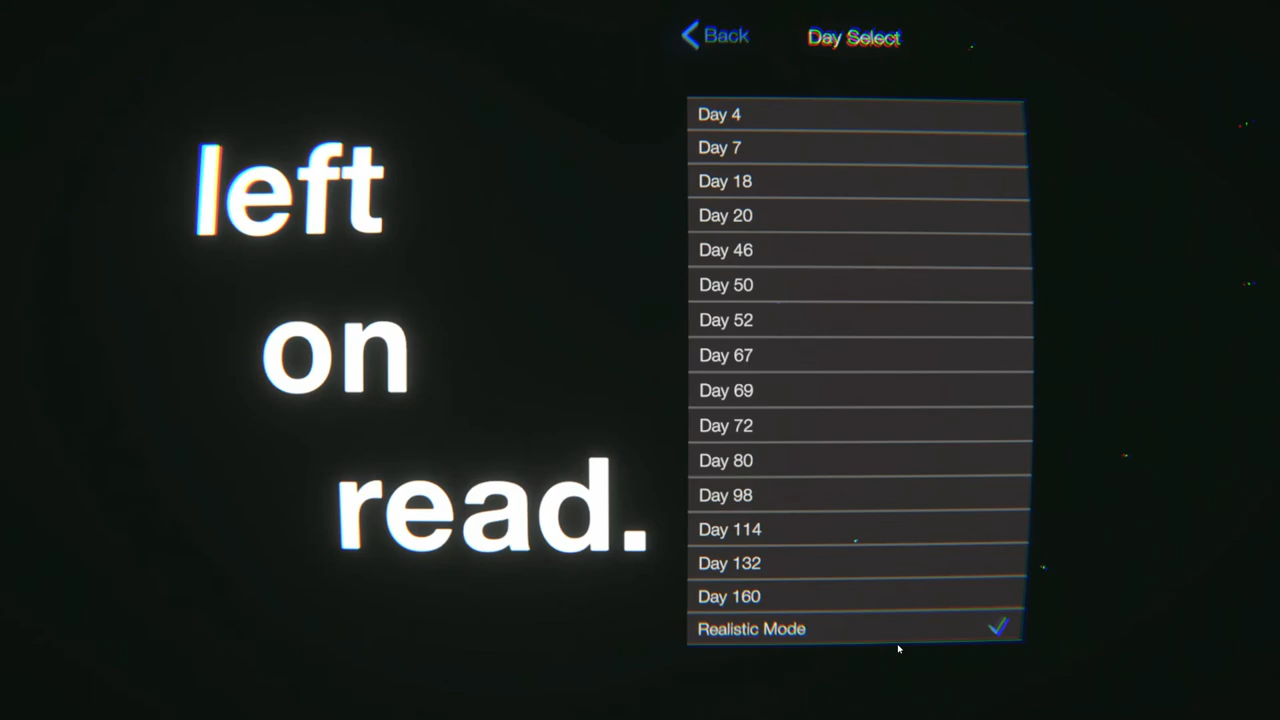 left
on
read.
Back
Day Select
Day 4
Day 7
Day 18
Day 20
Day 46
Day 50
Day 52
Day 67
Day 69
Day 72
Day 80
Day 98
Day 114
Day 132
Day 160
Realistic Mode